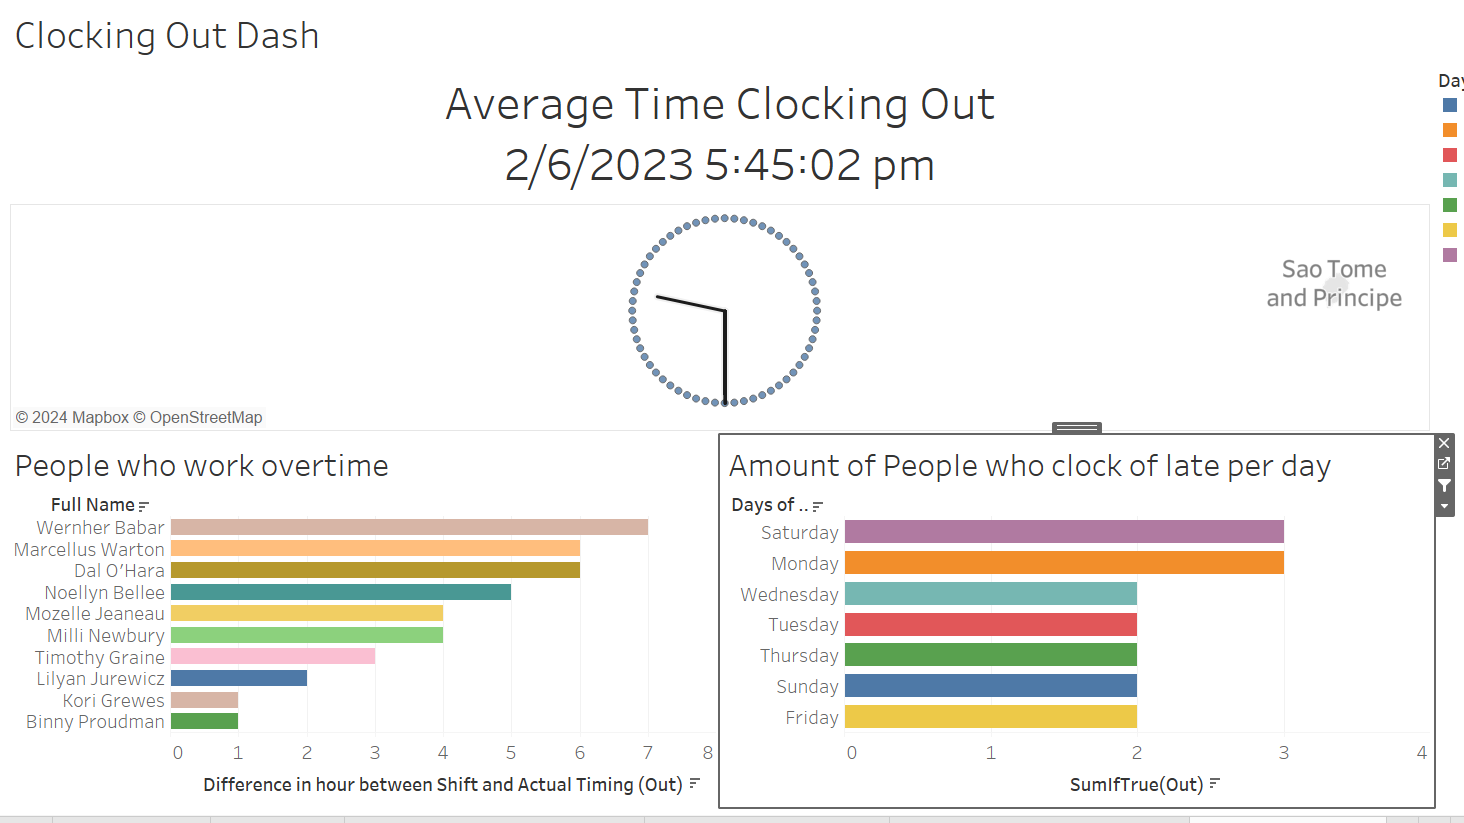 Clocking Out Dash
Average Time Clocking Out
2/6/2023 5:45:02 pm
Day
Sao Tome
and Principe
© 2024 Mapbox © OpenStreetMap
People who work overtime
Full Name
Wernher Babar
Marcellus Warton
Dal O'Hara
Noellyn Bellee
Mozelle Jeaneau
Milli Newbury
Timothy Graine
Lilyan Jurewicz
Kori Grewes
Binny Proudman
0 1 2 3 4 5 6 7 8
Difference in hour between Shift and Actual Timing (Out)
Amount of People who clock of late per day
Days of ..
Saturday
Monday
Wednesday
Tuesday
Thursday
Sunday
Friday
0 1 2 3 4
SumIfTrue(Out)